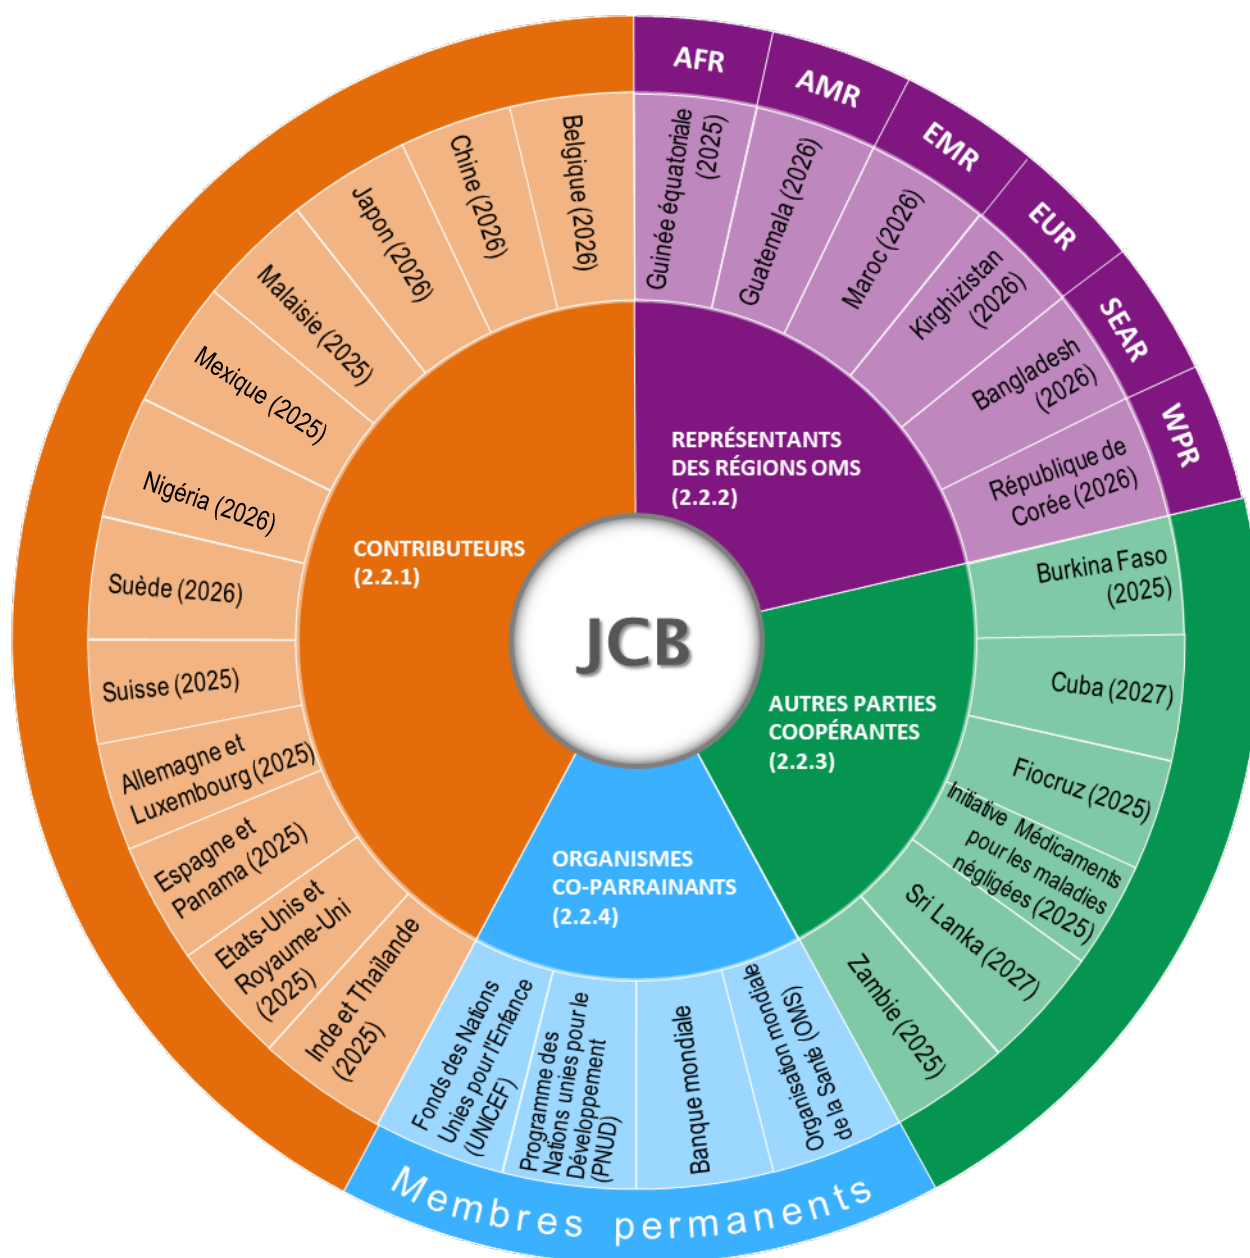 JCB
REPRÉSENTANTS
DES RÉGIONS OMS
(2.2.2)
AFR
Guinée équatoriale
(2025)
AMR
Guatemala (2026)
EMR
Maroc (2026)
EUR
Kirghizistan
(2026)
SEAR
Bangladesh
(2026)
WPR
République de
Corée (2026)
AUTRES PARTIES
COOPÉRANTES
(2.2.3)
Burkina Faso
(2025)
Cuba (2027)
Fiocruz (2025)
Initiative Médicaments
pour les maladies
négligées (2025)
Sri Lanka (2027)
Zambie (2025)
ORGANISMES
CO-PARRAINANTS
(2.2.4)
Organisation mondiale
de la Santé (OMS)
Banque mondiale
Programme des
Nations unies pour le
Développement
(PNUD)
Fonds des Nations
Unies pour l'Enfance
(UNICEF)
Membres permanents
CONTRIBUTEURS
(2.2.1)
Inde et Thaïlande
(2025)
Etats-Unis et
Royaume-Uni
(2025)
Espagne et
Panama (2025)
Allemagne et
Luxembourg (2025)
Suisse (2025)
Suède (2026)
Nigéria (2026)
Mexique (2025)
Malaisie (2025)
Japon (2026)
Chine (2026)
Belgique (2026)